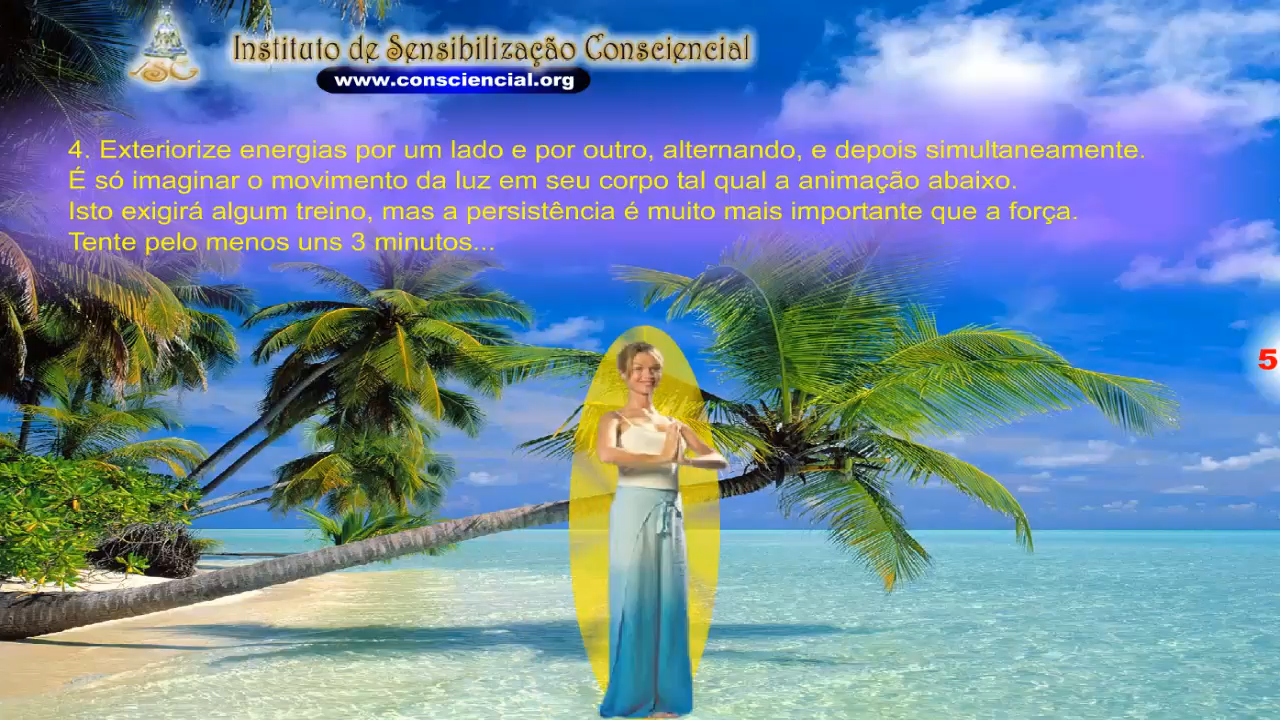 ISC
Instituto de Sensibilização Consciencial
www.consciencial.org
4. Exteriorize energias por um lado e por outro, alternando, e depois simultaneamente.
É só imaginar o movimento da luz em seu corpo tal qual a animação abaixo.
Isto exigirá algum treino, mas a persistência é muito mais importante que a força.
Tente pelo menos uns 3 minutos...
5